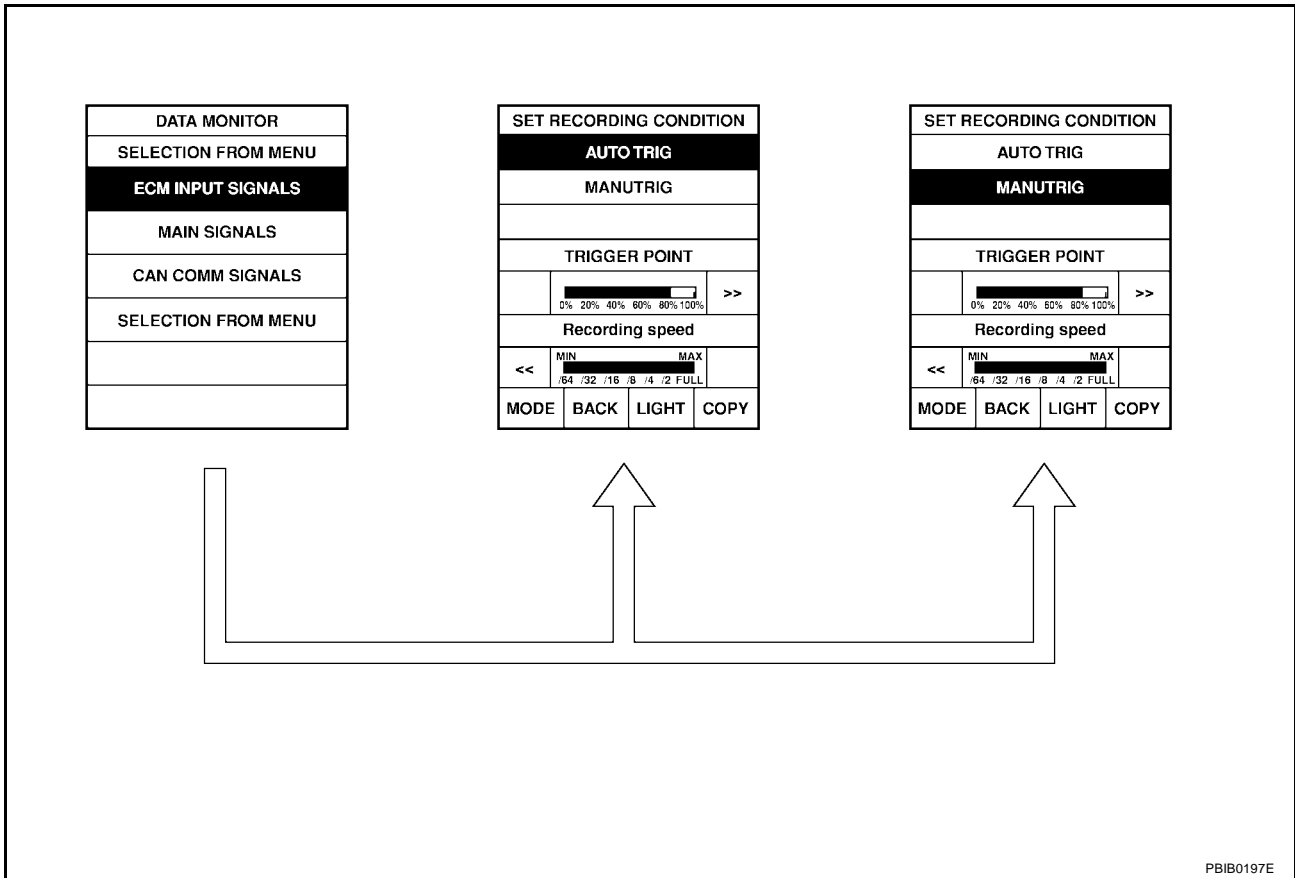 DATA MONITOR
SELECTION FROM MENU
ECM INPUT SIGNALS
MAIN SIGNALS
CAN COMM SIGNALS
SELECTION FROM MENU
SET RECORDING CONDITION
AUTO TRIG
MANUTRIG
TRIGGER POINT
>>
0% 20% 40% 60% 80% 100%
Recording speed
MIN MAX
<<
/64 /32 /16 /8 /4 /2 FULL
MODE BACK LIGHT COPY
SET RECORDING CONDITION
AUTO TRIG
MANUTRIG
TRIGGER POINT
>>
0% 20% 40% 60% 80% 100%
Recording speed
MIN MAX
<<
/64 /32 /16 /8 /4 /2 FULL
MODE BACK LIGHT COPY
PBIB0197E